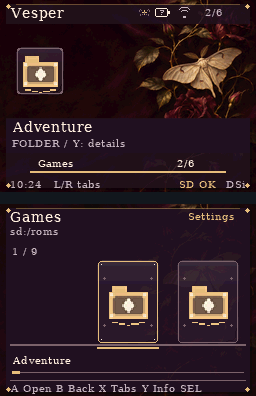 Vesper 2/6
Adventure
FOLDER / Y: details
Games 2/6
10:24 L/R tabs SD OK DSi
Games Settings
sd:/roms
1 / 9
Adventure
A Open B Back X Tabs Y Info SEL